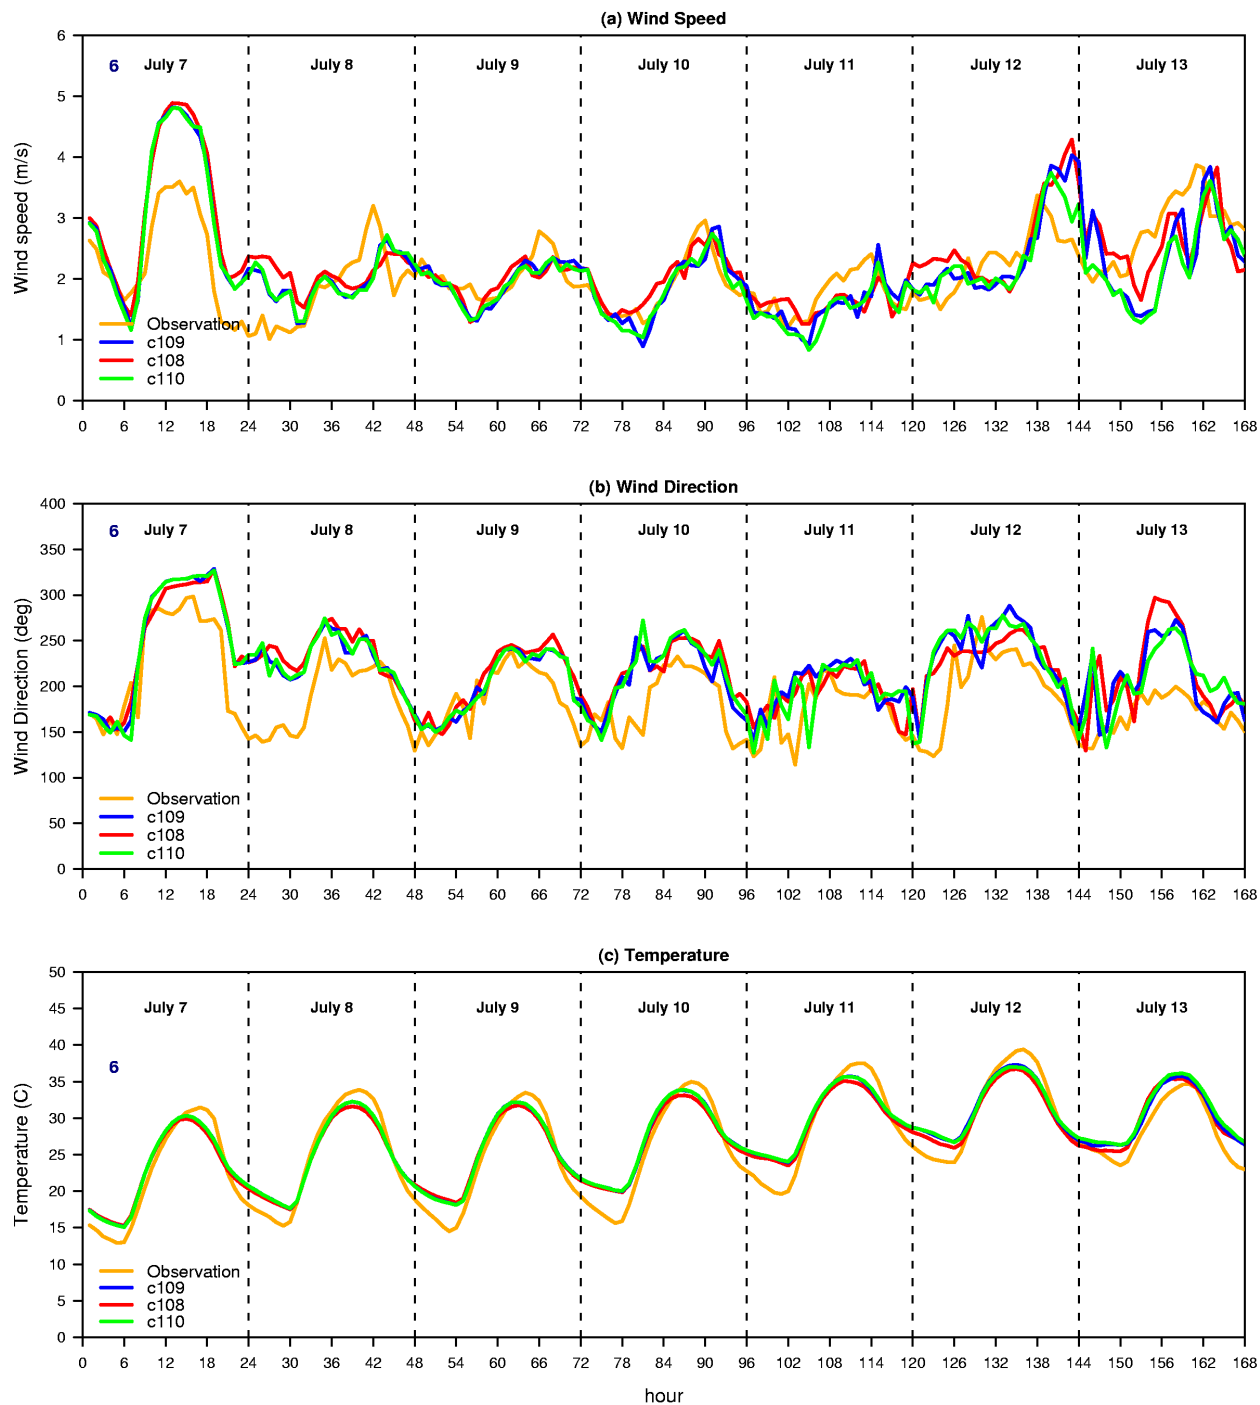 (a) Wind Speed
Wind speed (m/s)
6
5
4
3
2
1
0
6 July 7 July 8 July 9 July 10 July 11 July 12 July 13
Observation
c109
c108
c110
0 6 12 18 24 30 36 42 48 54 60 66 72 78 84 90 96 102 108 114 120 126 132 138 144 150 156 162 168
(b) Wind Direction
Wind Direction (deg)
400
350
300
250
200
150
100
50
0
6 July 7 July 8 July 9 July 10 July 11 July 12 July 13
Observation
c109
c108
c110
0 6 12 18 24 30 36 42 48 54 60 66 72 78 84 90 96 102 108 114 120 126 132 138 144 150 156 162 168
(c) Temperature
Temperature (C)
50
45
40
35
30
25
20
15
10
5
0
July 7 July 8 July 9 July 10 July 11 July 12 July 13
6
Observation
c109
c108
c110
0 6 12 18 24 30 36 42 48 54 60 66 72 78 84 90 96 102 108 114 120 126 132 138 144 150 156 162 168
hour